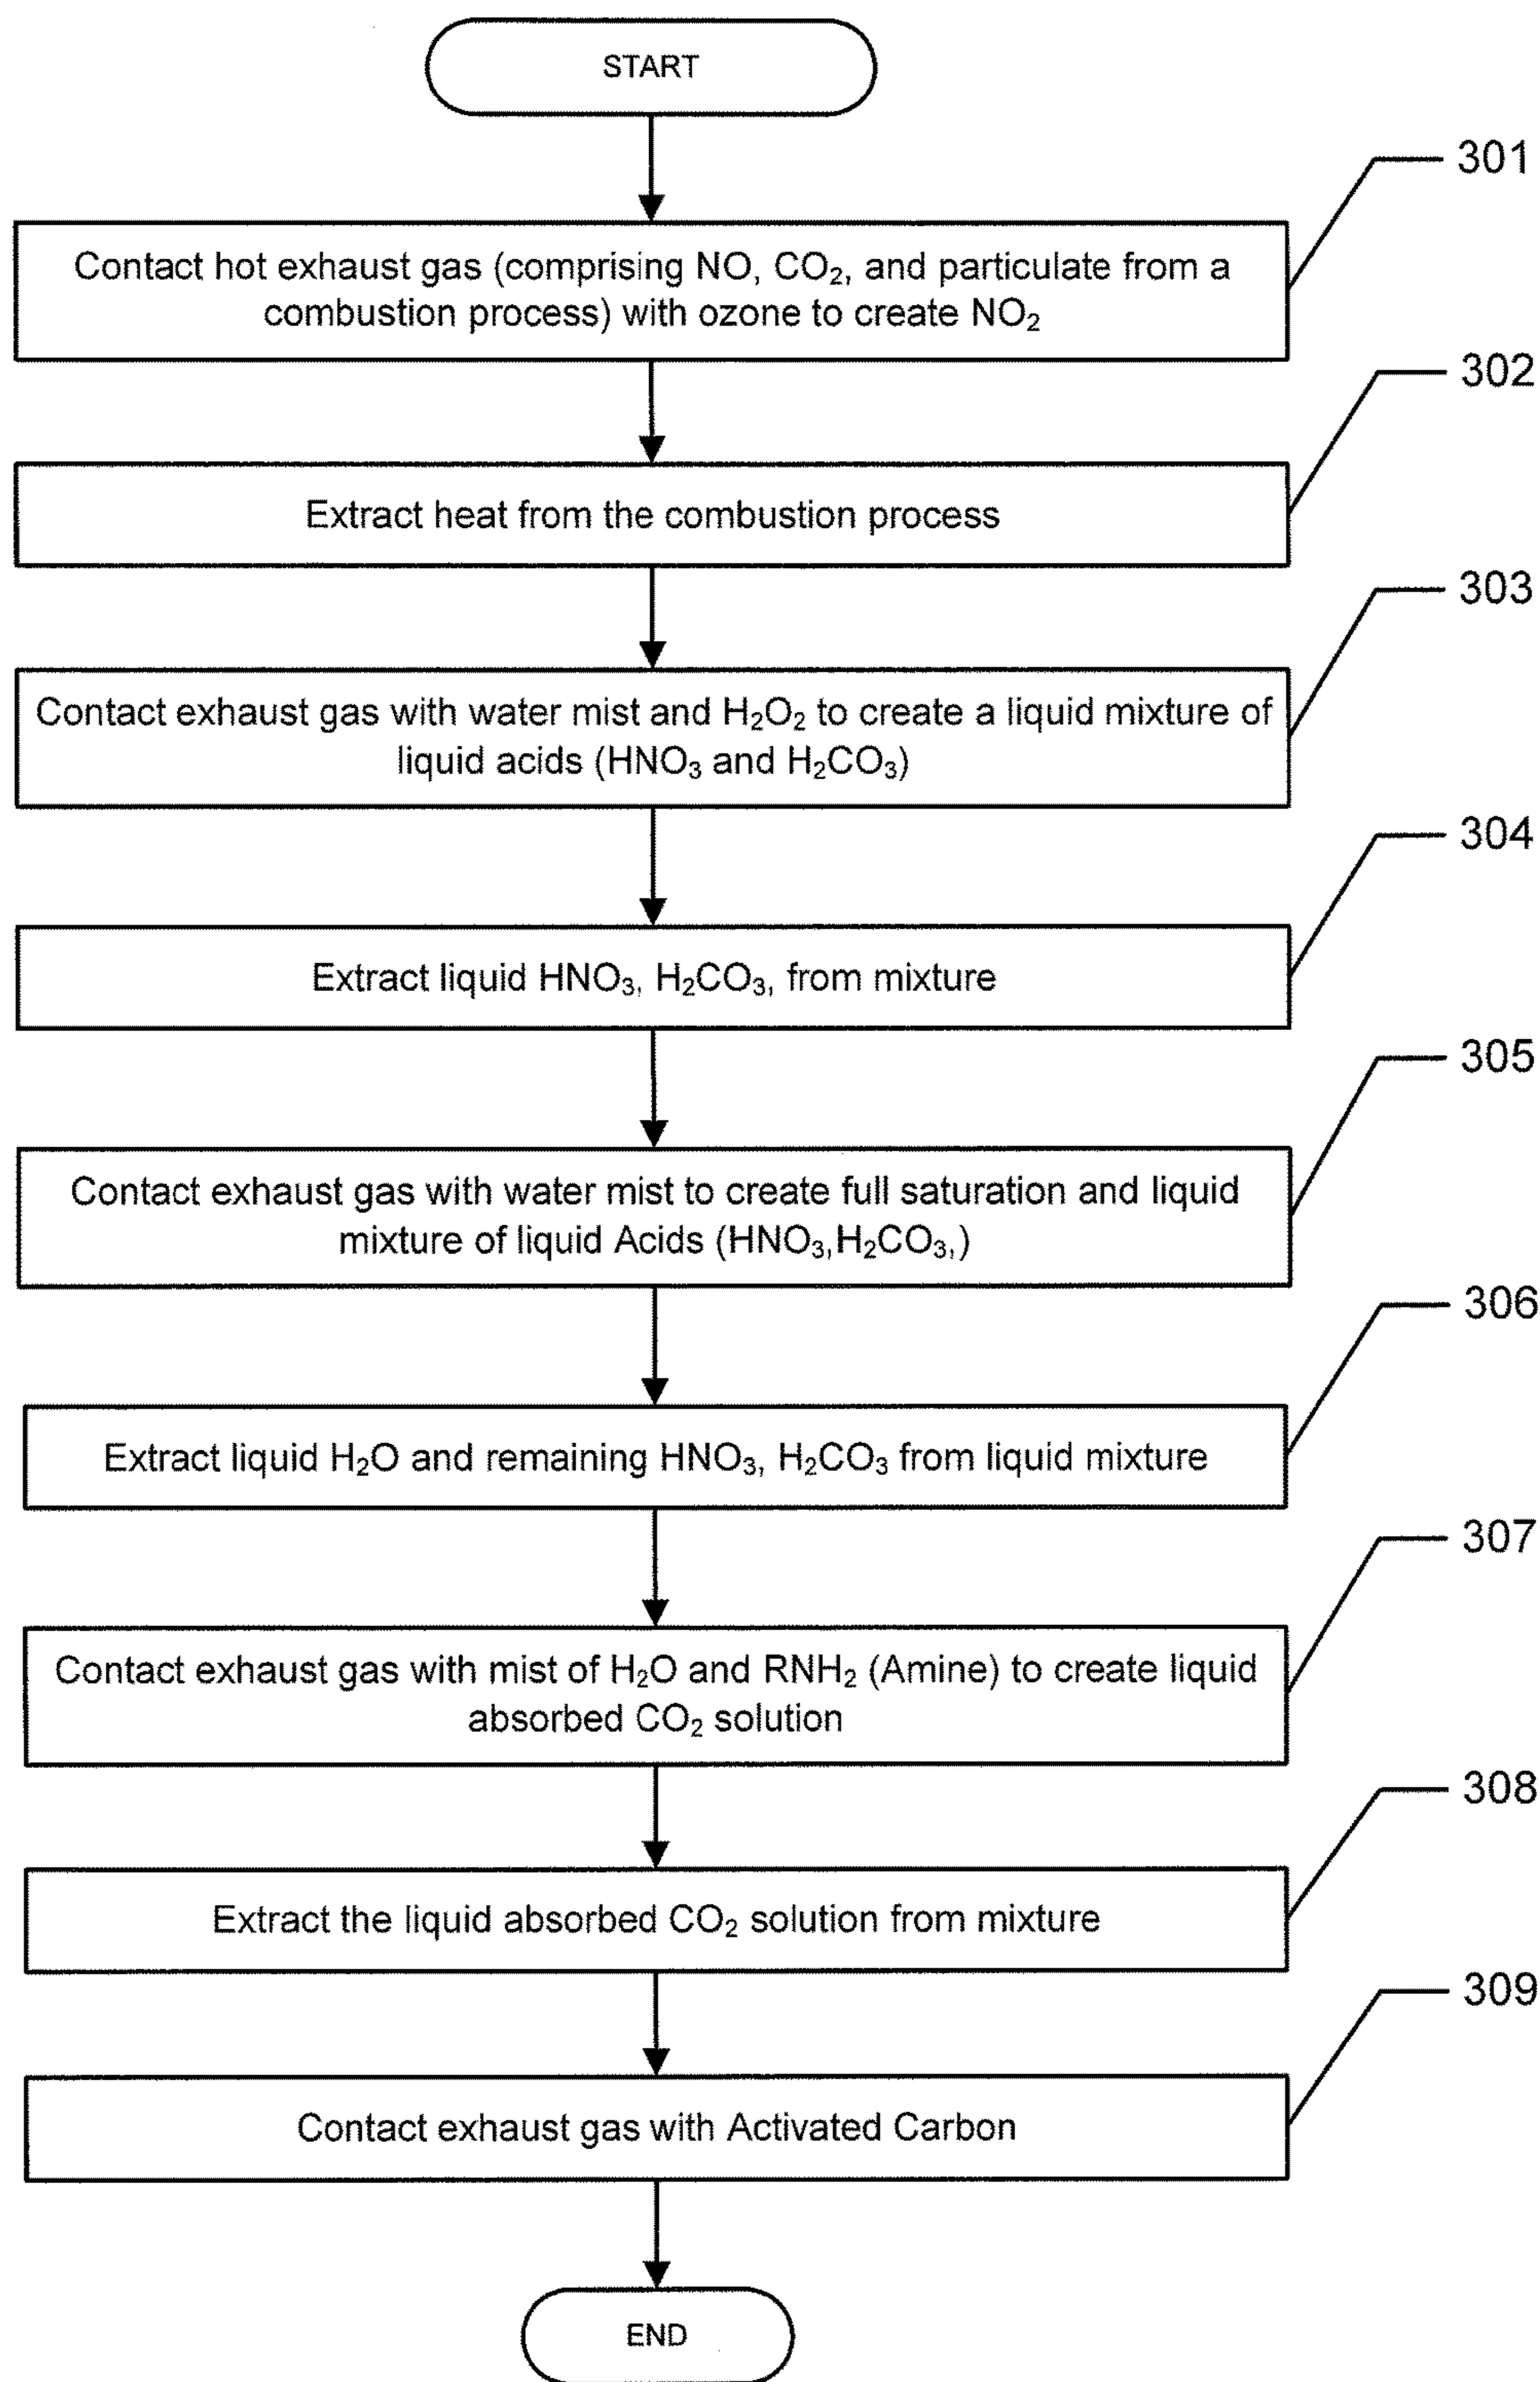 START
301
Contact hot exhaust gas (comprising NO, CO₂, and particulate from a
combustion process) with ozone to create NO₂
302
Extract heat from the combustion process
303
Contact exhaust gas with water mist and H₂O₂ to create a liquid mixture of
liquid acids (HNO₃ and H₂CO₃)
304
Extract liquid HNO₃, H₂CO₃, from mixture
305
Contact exhaust gas with water mist to create full saturation and liquid
mixture of liquid Acids (HNO₃,H₂CO₃,)
306
Extract liquid H₂O and remaining HNO₃, H₂CO₃ from liquid mixture
307
Contact exhaust gas with mist of H₂O and RNH₂ (Amine) to create liquid
absorbed CO₂ solution
308
Extract the liquid absorbed CO₂ solution from mixture
309
Contact exhaust gas with Activated Carbon
END